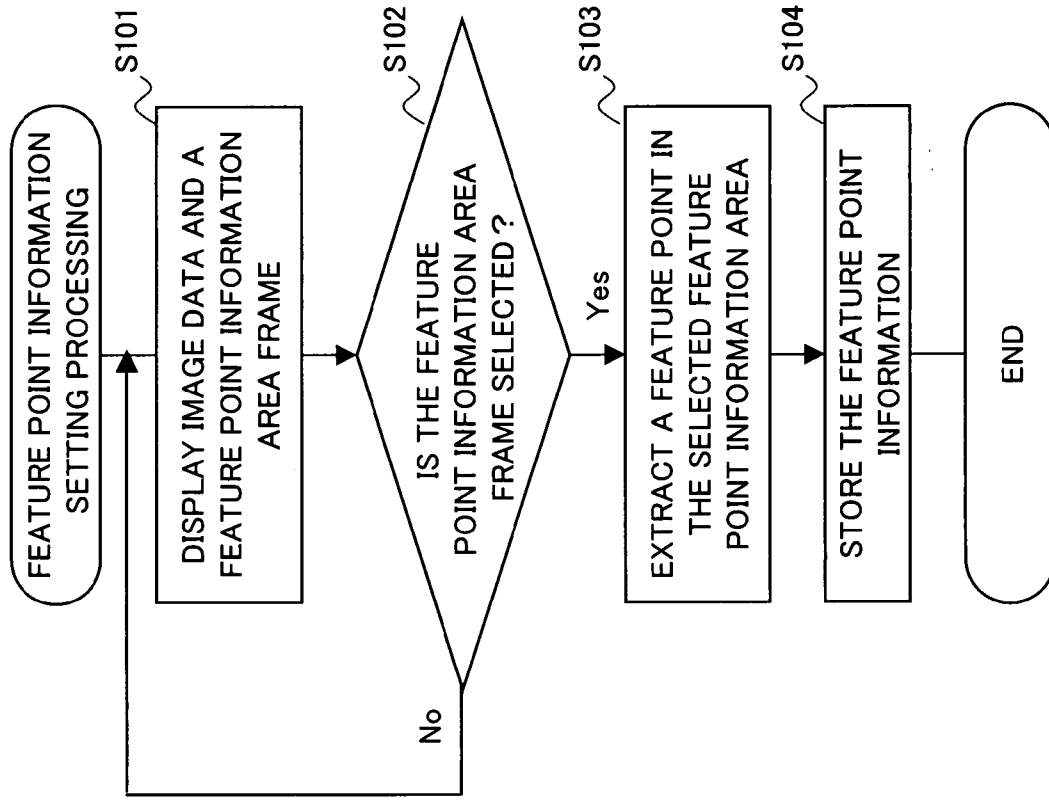 FEATURE POINT INFORMATION
SETTING PROCESSING
S101
DISPLAY IMAGE DATA AND A
FEATURE POINT INFORMATION
AREA FRAME
S102
IS THE FEATURE
POINT INFORMATION AREA
FRAME SELECTED?
No
Yes
S103
EXTRACT A FEATURE POINT IN
THE SELECTED FEATURE
POINT INFORMATION AREA
S104
STORE THE FEATURE POINT
INFORMATION
END